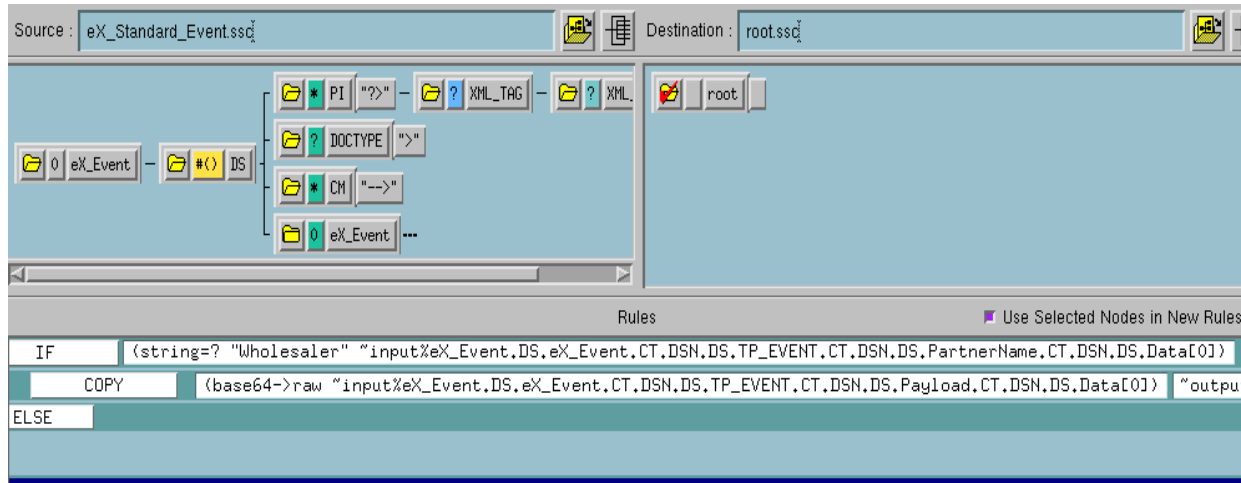 Source : eX_Standard_Event.ssc Destination : root.ssc
* PI "?>" ? XML_TAG ? XML_ root
? DOCTYPE ">"
0 eX_Event #() DS
* CM "-->"
0 eX_Event
Rules Use Selected Nodes in New Rules
IF (string=? "Wholesaler" ~input%eX_Event.DS.eX_Event.CT.DSN.DS.TP_EVENT.CT.DSN.DS.PartnerName.CT.DSN.DS.Data[0])
COPY (base64->raw ~input%eX_Event.DS.eX_Event.CT.DSN.DS.TP_EVENT.CT.DSN.DS.Payload.CT.DSN.DS.Data[0]) ~outpu
ELSE